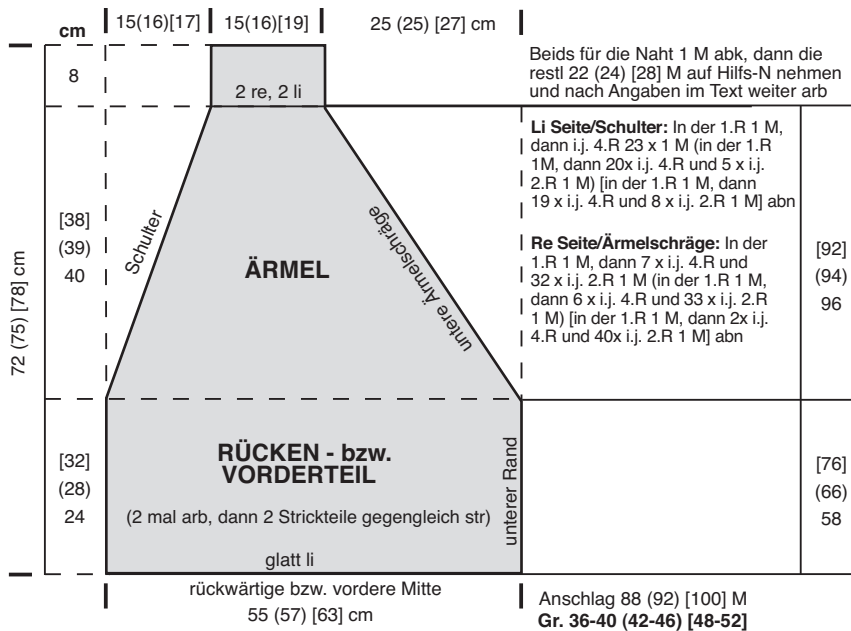 15(16)[17]
15(16)[19]
25 (25) [27] cm
cm
8
2 re, 2 li
Beids für die Naht 1 M abk, dann die
restl 22 (24) [28] M auf Hilfs-N nehmen
und nach Angaben im Text weiter arb
72 (75) [78] cm
[38]
(39)
40
Schulter
ÄRMEL
untere Ärmelschräge
Li Seite/Schulter: In der 1.R 1 M,
dann i.j. 4.R 23 x 1 M (in der 1.R
1M, dann 20x i.j. 4.R und 5 x i.j.
2.R 1 M) [in der 1.R 1 M, dann
19 x i.j. 4.R und 8 x i.j. 2.R 1 M] abn
Re Seite/Ärmelschräge: In der
1.R 1 M, dann 7 x i.j. 4.R und
32 x i.j. 2.R 1 M (in der 1.R 1 M,
dann 6 x i.j. 4.R und 33 x i.j. 2.R
1 M) [in der 1.R 1 M, dann 2x i.j.
4.R und 40x i.j. 2.R 1 M] abn
[92]
(94)
96
[32]
(28)
24
RÜCKEN - bzw.
VORDERTEIL
(2 mal arb, dann 2 Strickteile gegengleich str)
glatt li
unterer Rand
[76]
(66)
58
rückwärtige bzw. vordere Mitte
55 (57) [63] cm
Anschlag 88 (92) [100] M
Gr. 36-40 (42-46) [48-52]